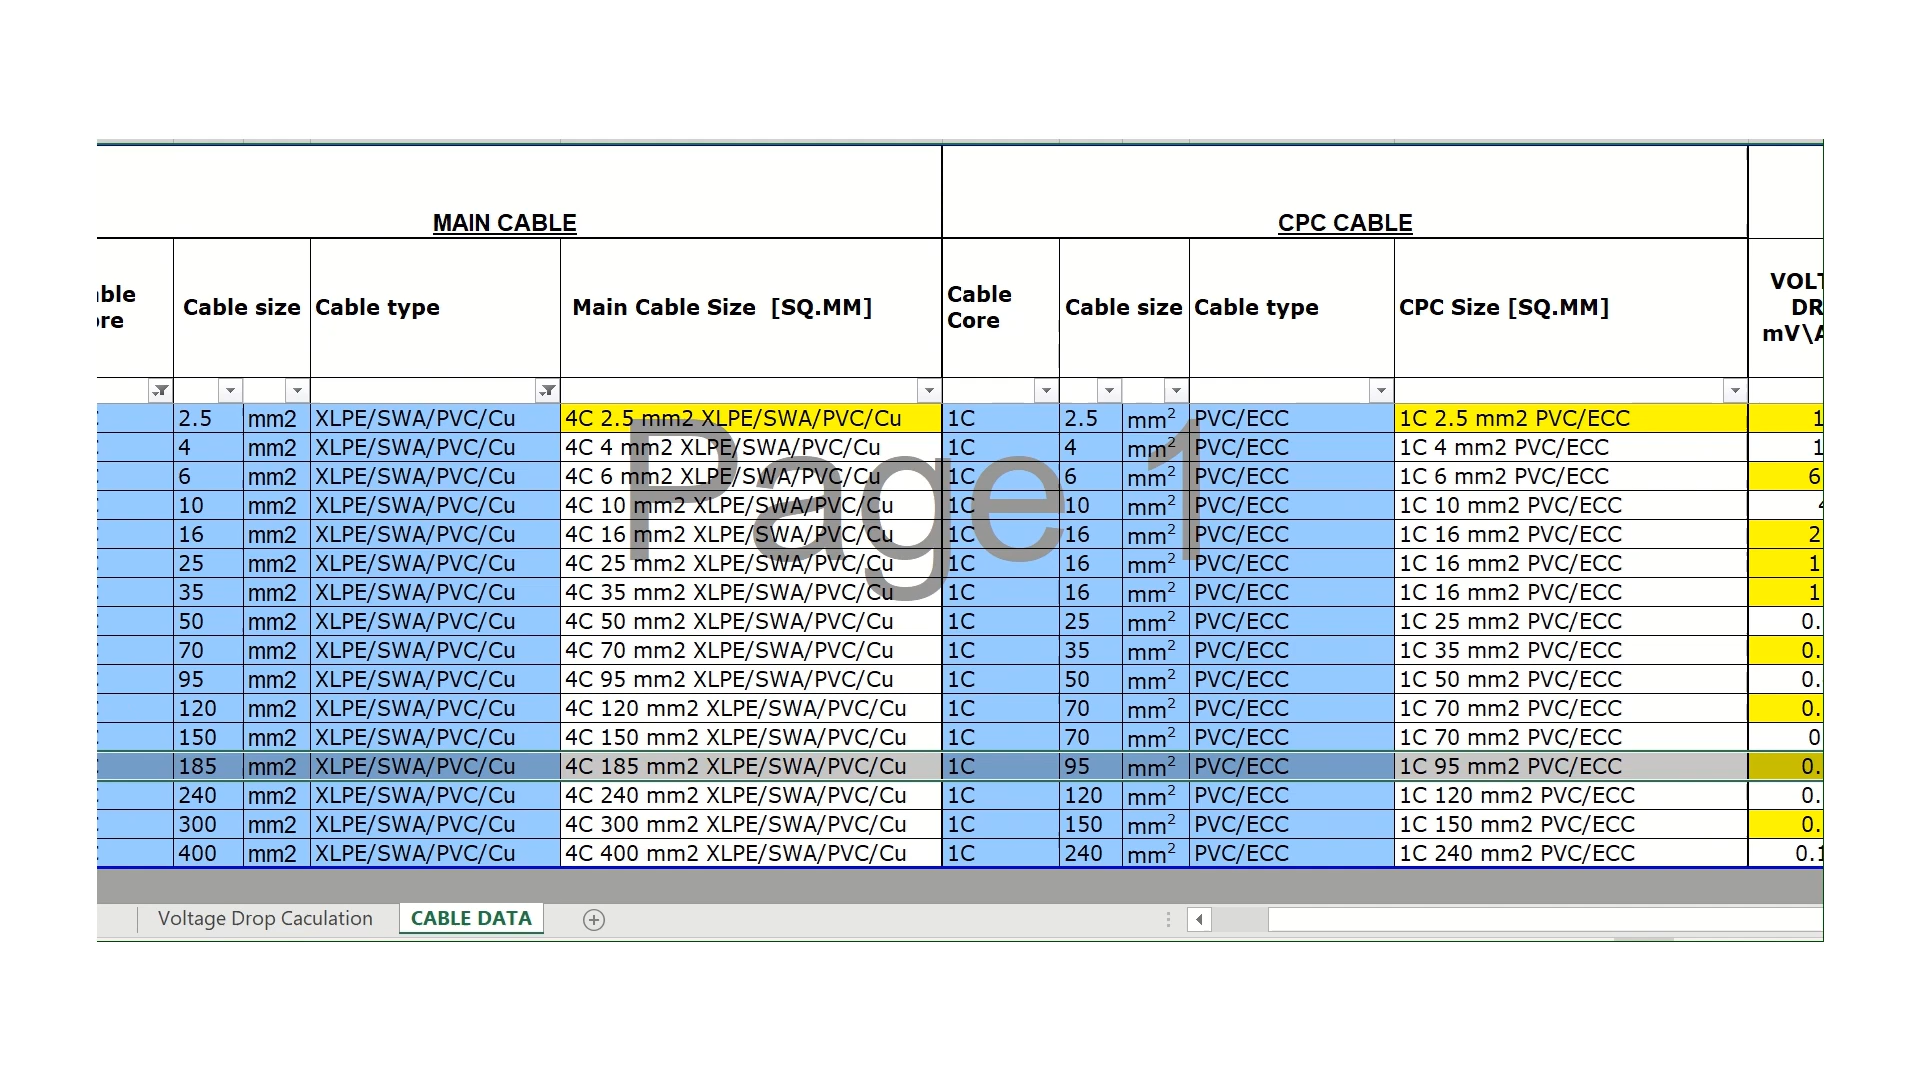 MAIN CABLE CPC CABLE
Cable size Cable type Main Cable Size [SQ.MM] Cable Core Cable size Cable type CPC Size [SQ.MM]
2.5 mm2 XLPE/SWA/PVC/Cu 4C 2.5 mm2 XLPE/SWA/PVC/Cu 1C 2.5 mm² PVC/ECC 1C 2.5 mm2 PVC/ECC
4 mm2 XLPE/SWA/PVC/Cu 4C 4 mm2 XLPE/SWA/PVC/Cu 1C 4 mm² PVC/ECC 1C 4 mm2 PVC/ECC
6 mm2 XLPE/SWA/PVC/Cu 4C 6 mm2 XLPE/SWA/PVC/Cu 1C 6 mm² PVC/ECC 1C 6 mm2 PVC/ECC
10 mm2 XLPE/SWA/PVC/Cu 4C 10 mm2 XLPE/SWA/PVC/Cu 1C 10 mm² PVC/ECC 1C 10 mm2 PVC/ECC
16 mm2 XLPE/SWA/PVC/Cu 4C 16 mm2 XLPE/SWA/PVC/Cu 1C 16 mm² PVC/ECC 1C 16 mm2 PVC/ECC
25 mm2 XLPE/SWA/PVC/Cu 4C 25 mm2 XLPE/SWA/PVC/Cu 1C 16 mm² PVC/ECC 1C 16 mm2 PVC/ECC
35 mm2 XLPE/SWA/PVC/Cu 4C 35 mm2 XLPE/SWA/PVC/Cu 1C 16 mm² PVC/ECC 1C 16 mm2 PVC/ECC
50 mm2 XLPE/SWA/PVC/Cu 4C 50 mm2 XLPE/SWA/PVC/Cu 1C 25 mm² PVC/ECC 1C 25 mm2 PVC/ECC
70 mm2 XLPE/SWA/PVC/Cu 4C 70 mm2 XLPE/SWA/PVC/Cu 1C 35 mm² PVC/ECC 1C 35 mm2 PVC/ECC
95 mm2 XLPE/SWA/PVC/Cu 4C 95 mm2 XLPE/SWA/PVC/Cu 1C 50 mm² PVC/ECC 1C 50 mm2 PVC/ECC
120 mm2 XLPE/SWA/PVC/Cu 4C 120 mm2 XLPE/SWA/PVC/Cu 1C 70 mm² PVC/ECC 1C 70 mm2 PVC/ECC
150 mm2 XLPE/SWA/PVC/Cu 4C 150 mm2 XLPE/SWA/PVC/Cu 1C 70 mm² PVC/ECC 1C 70 mm2 PVC/ECC
185 mm2 XLPE/SWA/PVC/Cu 4C 185 mm2 XLPE/SWA/PVC/Cu 1C 95 mm² PVC/ECC 1C 95 mm2 PVC/ECC
240 mm2 XLPE/SWA/PVC/Cu 4C 240 mm2 XLPE/SWA/PVC/Cu 1C 120 mm² PVC/ECC 1C 120 mm2 PVC/ECC
300 mm2 XLPE/SWA/PVC/Cu 4C 300 mm2 XLPE/SWA/PVC/Cu 1C 150 mm² PVC/ECC 1C 150 mm2 PVC/ECC
400 mm2 XLPE/SWA/PVC/Cu 4C 400 mm2 XLPE/SWA/PVC/Cu 1C 240 mm² PVC/ECC 1C 240 mm2 PVC/ECC
Page 1
Voltage Drop Caculation CABLE DATA